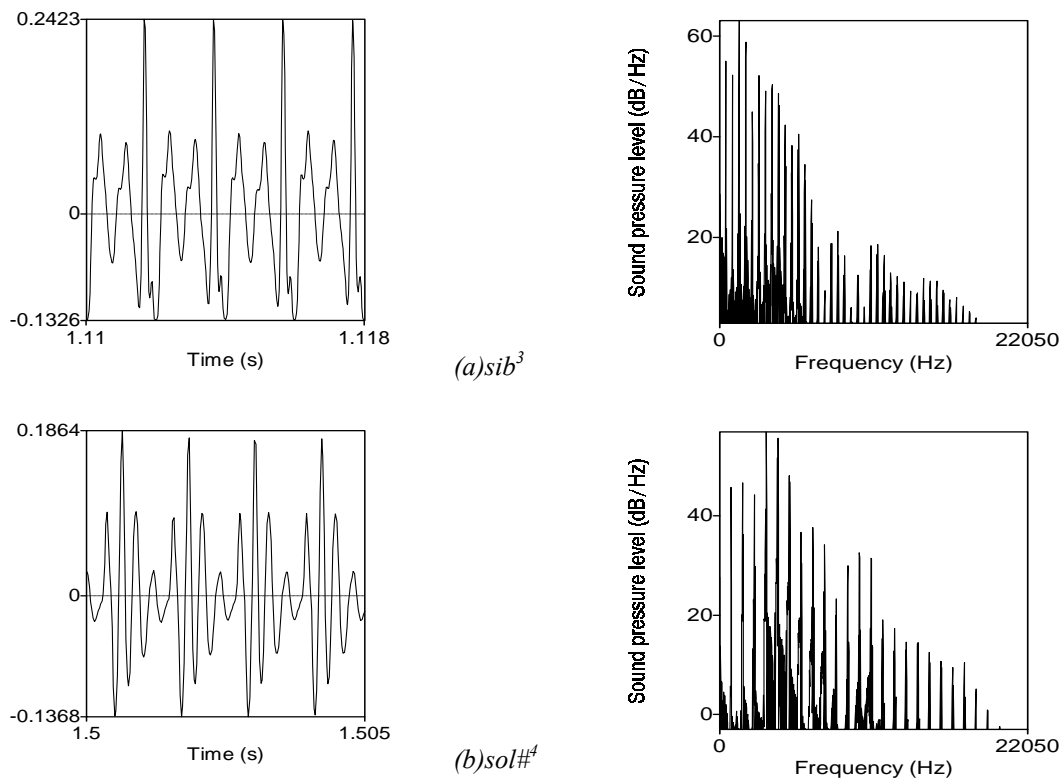 0.2423
0
-0.13326
1.11
1.118
Time (s)
Sound pressure level (dB/Hz)
60
40
20
0
22050
Frequency (Hz)
(a)sib³
0.1864
0
-0.1368
1.5
1.505
Time (s)
Sound pressure level (dB/Hz)
40
20
0
0
22050
Frequency (Hz)
(b)sol#⁴